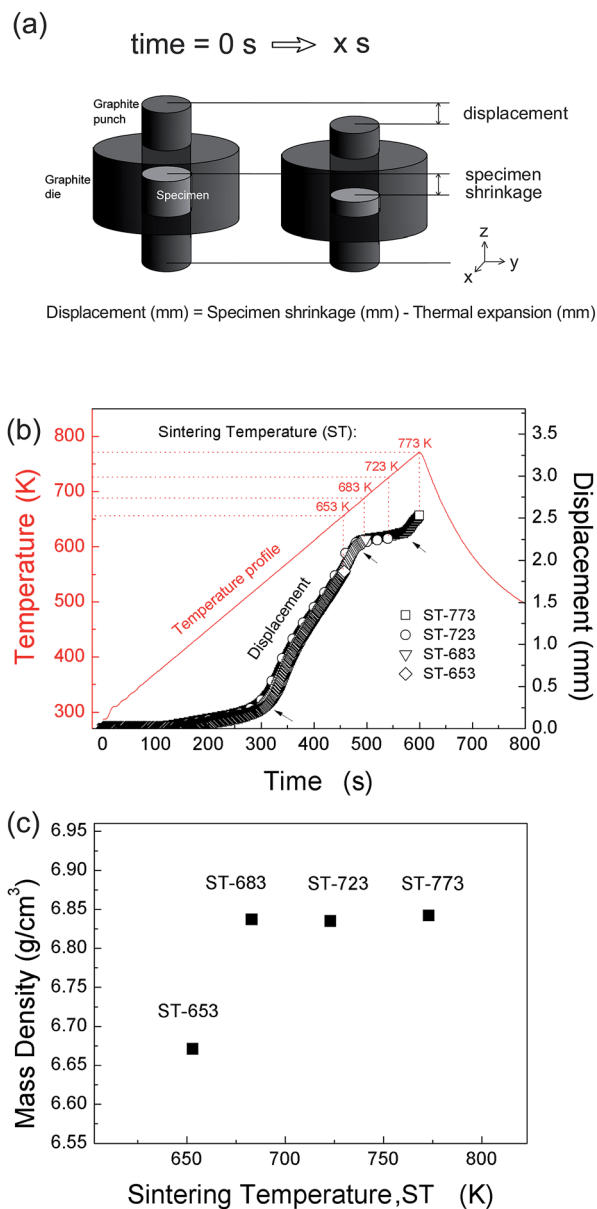 (a)
time = 0 s ⇒ x s
Graphite
punch
displacement
Graphite
die
Specimen
specimen
shrinkage
z
y
x
Displacement (mm) = Specimen shrinkage (mm) - Thermal expansion (mm)
(b)
Sintering Temperature (ST):
773 K
723 K
683 K
653 K
Temperature profile
Displacement
ST-773
ST-723
ST-683
ST-653
800
750
700
650
600
550
500
450
400
350
300
Temperature (K)
3.5
3.0
2.5
2.0
1.5
1.0
0.5
0.0
Displacement (mm)
0 100 200 300 400 500 600 700 800
Time (s)
(c)
6.95
6.90
6.85
6.80
6.75
6.70
6.65
6.60
6.55
Mass Density (g/cm³)
ST-683 ST-723 ST-773
ST-653
650 700 750 800
Sintering Temperature,ST (K)